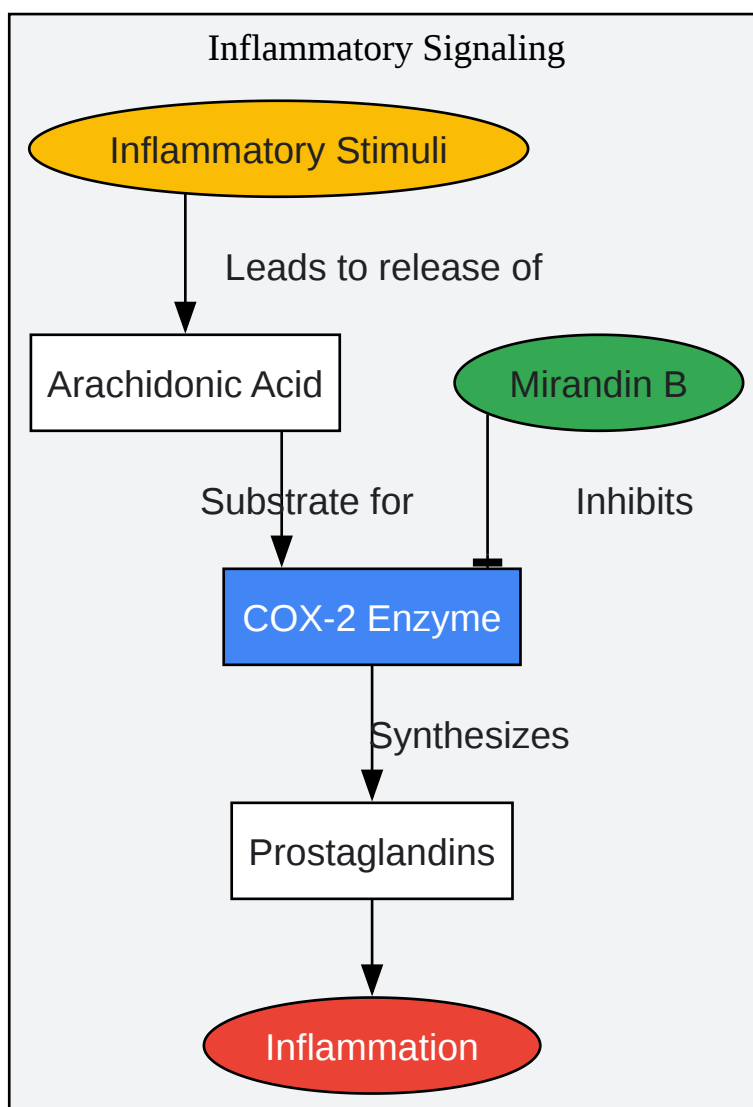 Inflammatory Signaling
Inflammatory Stimuli
Leads to release of
Arachidonic Acid
Mirandin B
Substrate for
Inhibits
COX-2 Enzyme
Synthesizes
Prostaglandins
Inflammation